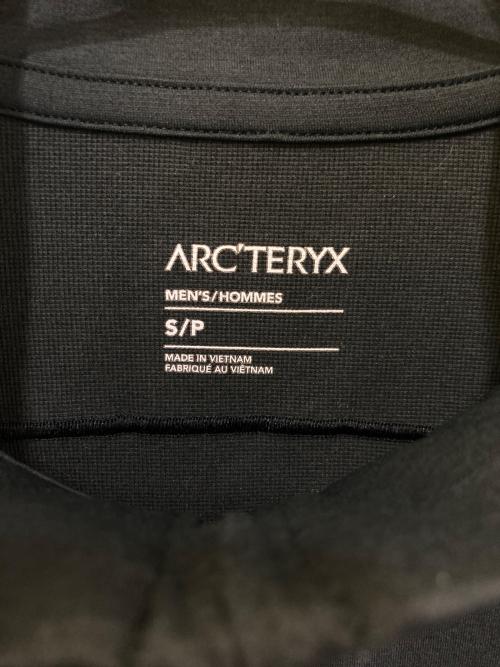 ARC'TERYX
MEN'S/HOMMES
S/P
MADE IN VIETNAM
FABRIQUÉ AU VIÊTNAM